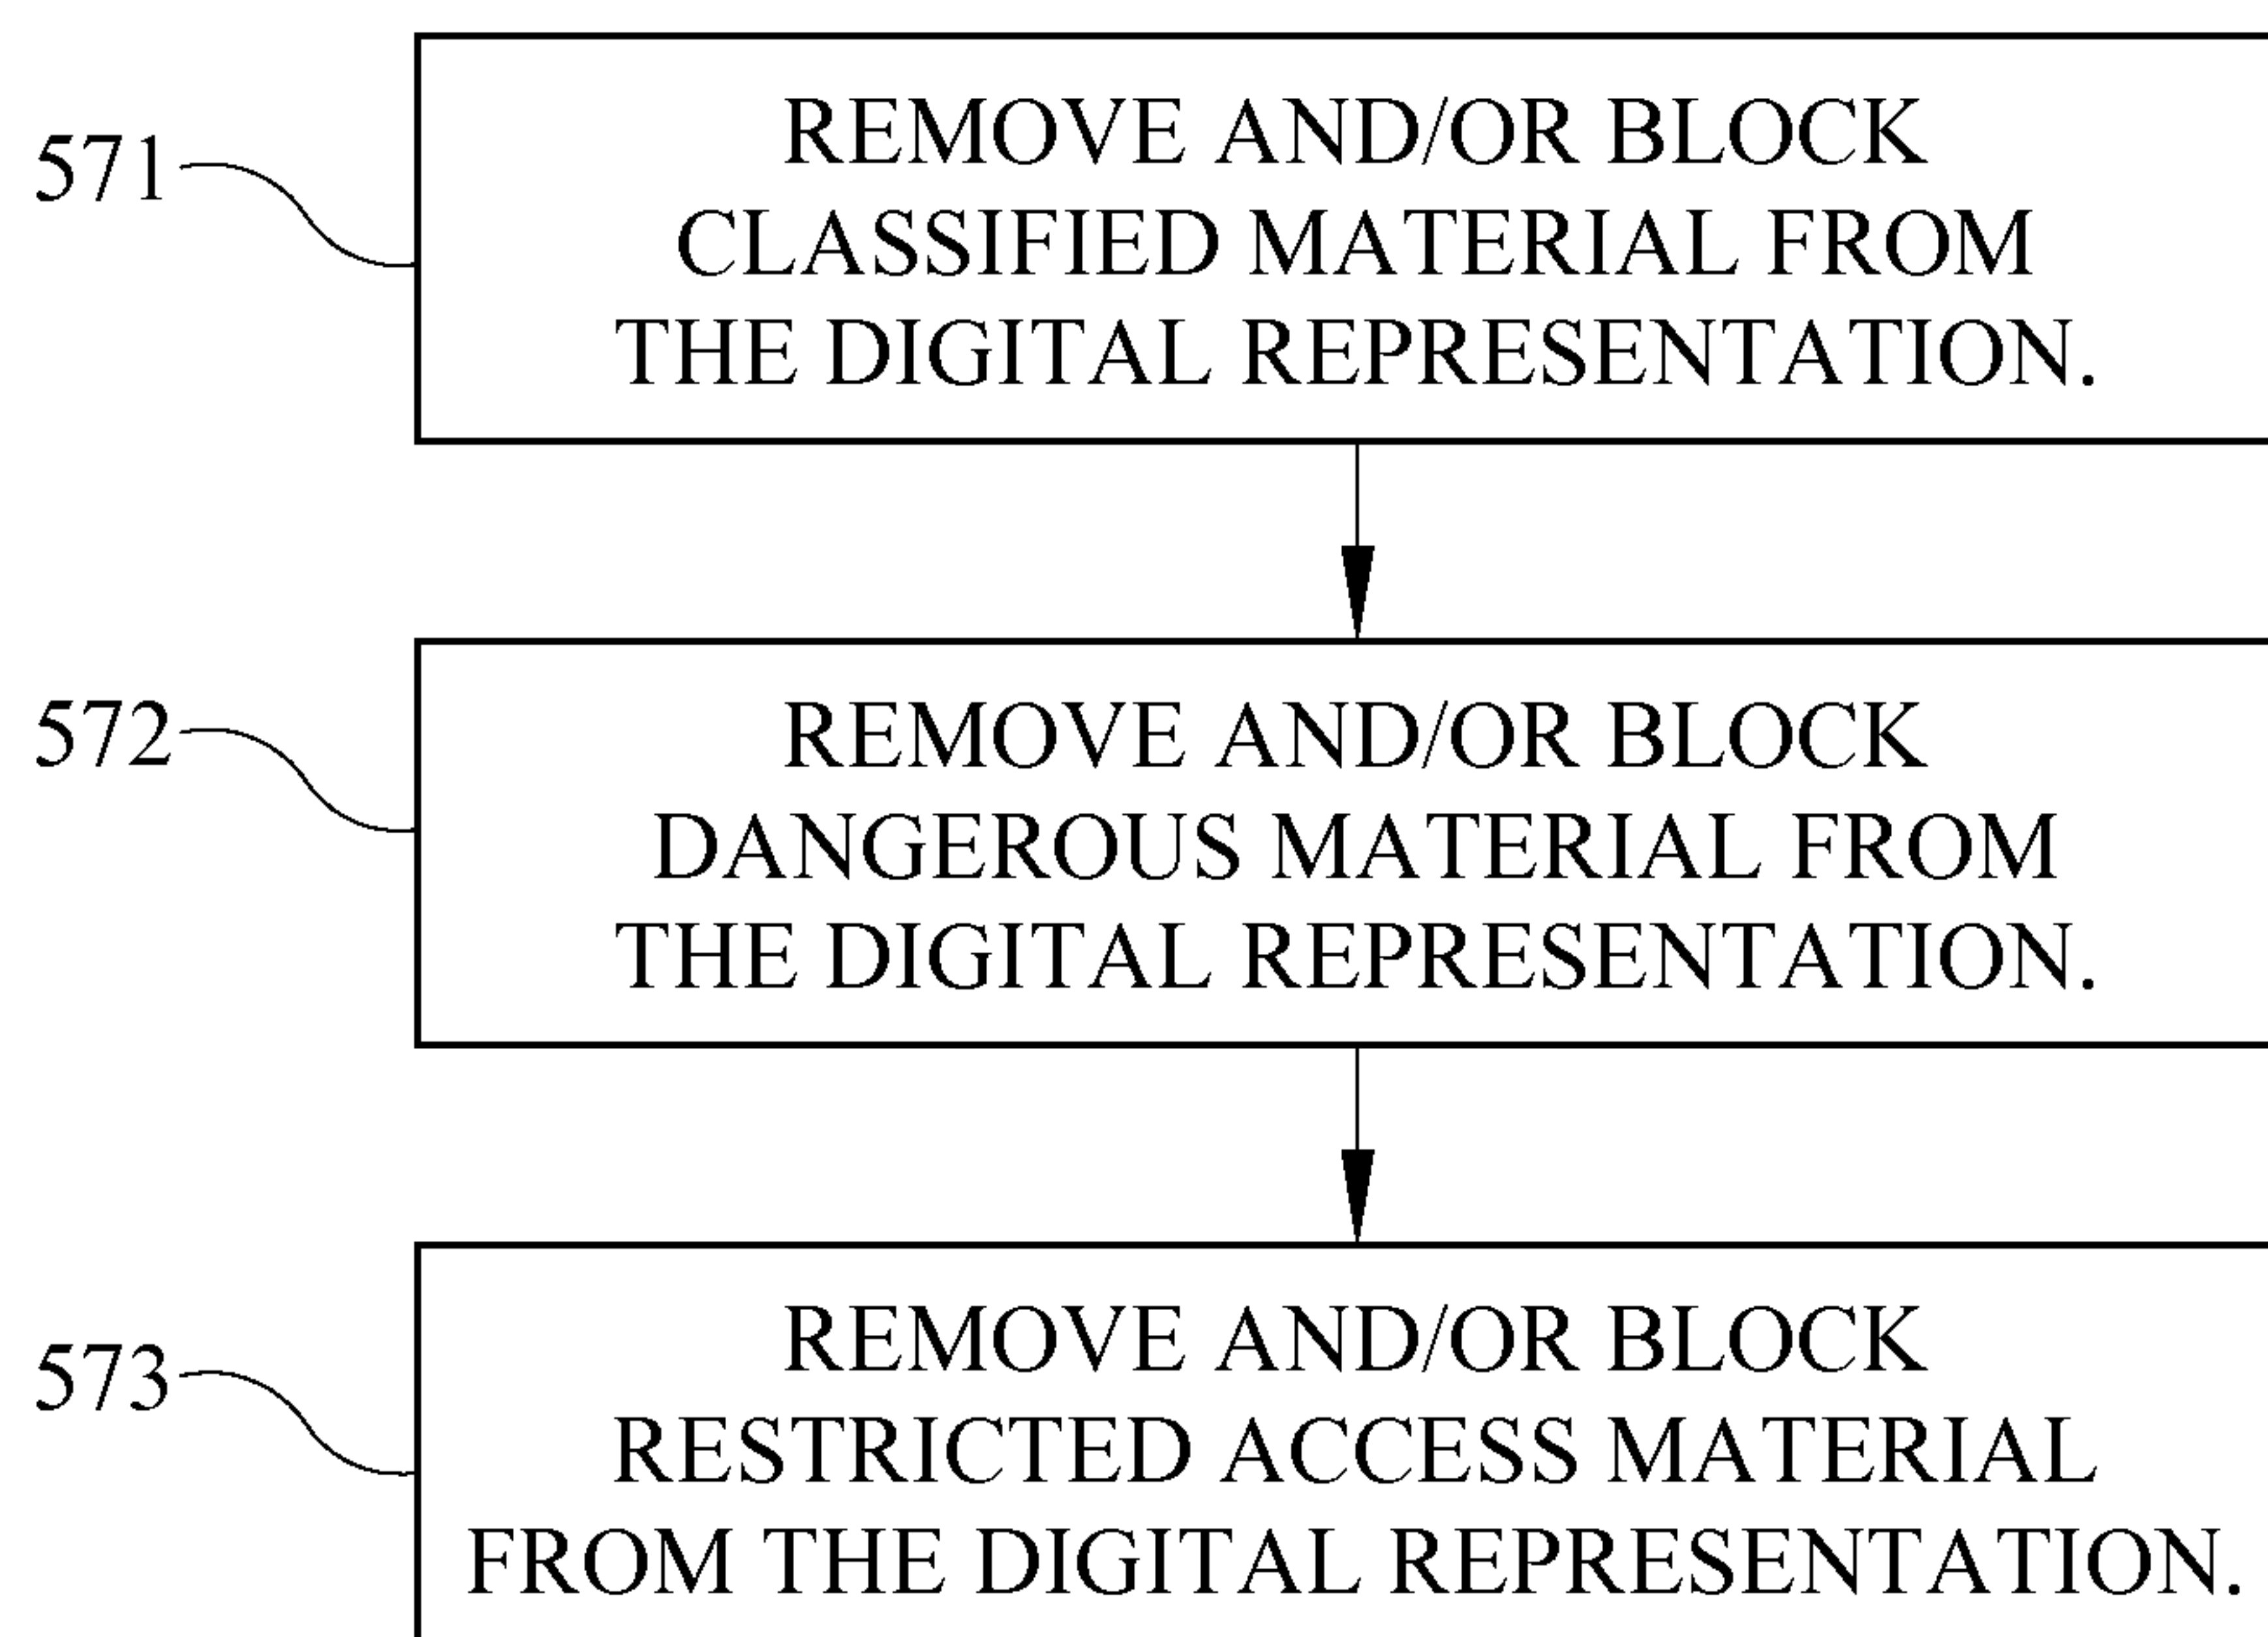 571
REMOVE AND/OR BLOCK
CLASSIFIED MATERIAL FROM
THE DIGITAL REPRESENTATION.
572
REMOVE AND/OR BLOCK
DANGEROUS MATERIAL FROM
THE DIGITAL REPRESENTATION.
573
REMOVE AND/OR BLOCK
RESTRICTED ACCESS MATERIAL
FROM THE DIGITAL REPRESENTATION.